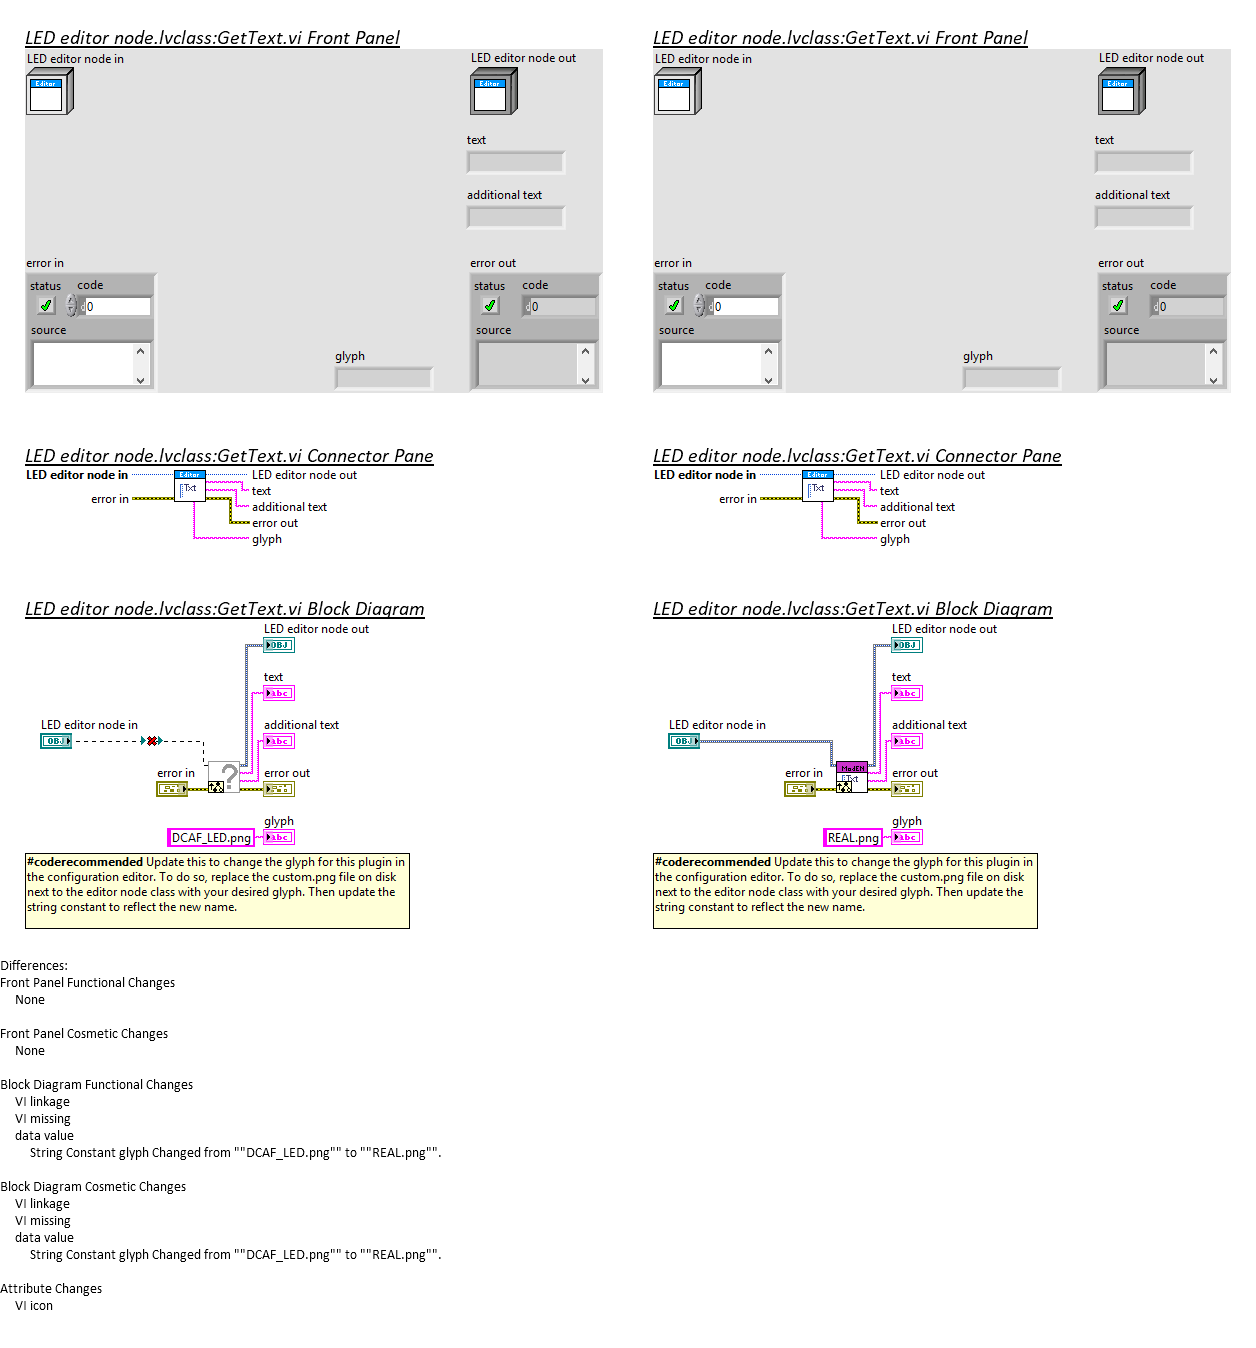 LED editor node.lvclass:GetText.vi Front Panel
LED editor node in
LED editor node out
Editor
Editor
text
additional text
error in
error out
status
code
status
code
0
0
source
source
glyph
LED editor node.lvclass:GetText.vi Front Panel
LED editor node in
LED editor node out
Editor
Editor
text
additional text
error in
error out
status
code
status
code
0
0
source
source
glyph
LED editor node.lvclass:GetText.vi Connector Pane
LED editor node in
Editor
LED editor node out
Txt
text
error in
additional text
error out
glyph
LED editor node.lvclass:GetText.vi Connector Pane
LED editor node in
Editor
LED editor node out
Txt
text
error in
additional text
error out
glyph
LED editor node.lvclass:GetText.vi Block Diagram
LED editor node out
OBJ
text
abc
LED editor node in
additional text
OBJ
abc
?
error in
error out
glyph
DCAF_LED.png
abc
#coderecommended Update this to change the glyph for this plugin in
the configuration editor. To do so, replace the custom.png file on disk
next to the editor node class with your desired glyph. Then update the
string constant to reflect the new name.
LED editor node.lvclass:GetText.vi Block Diagram
LED editor node out
OBJ
text
abc
LED editor node in
additional text
OBJ
abc
ModEN
error in
Txt
error out
glyph
REAL.png
abc
#coderecommended Update this to change the glyph for this plugin in
the configuration editor. To do so, replace the custom.png file on disk
next to the editor node class with your desired glyph. Then update the
string constant to reflect the new name.
Differences:
Front Panel Functional Changes
None
Front Panel Cosmetic Changes
None
Block Diagram Functional Changes
VI linkage
VI missing
data value
String Constant glyph Changed from ""DCAF_LED.png"" to ""REAL.png"".
Block Diagram Cosmetic Changes
VI linkage
VI missing
data value
String Constant glyph Changed from ""DCAF_LED.png"" to ""REAL.png"".
Attribute Changes
VI icon